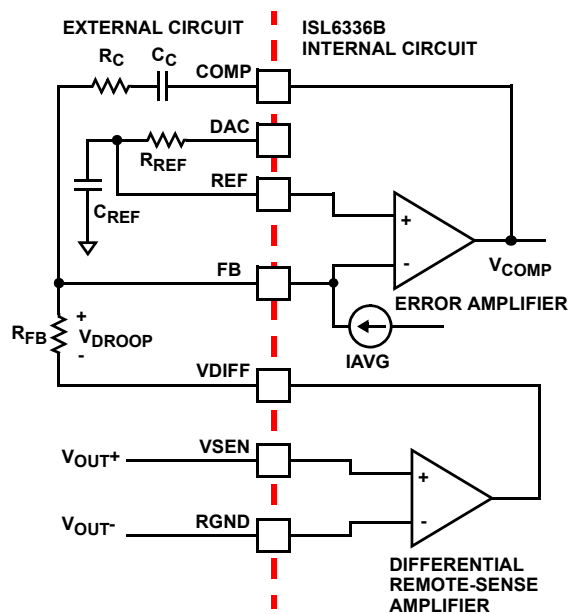 EXTERNAL CIRCUIT
ISL6336B
INTERNAL CIRCUIT
RC
CC
COMP
DAC
RREF
REF
CREF
+
-
VCOMP
ERROR AMPLIFIER
FB
IAVG
RFB
+
VDROOP
-
VDIFF
VOUT+
VSEN
+
VOUT-
RGND
-
DIFFERENTIAL
REMOTE-SENSE
AMPLIFIER